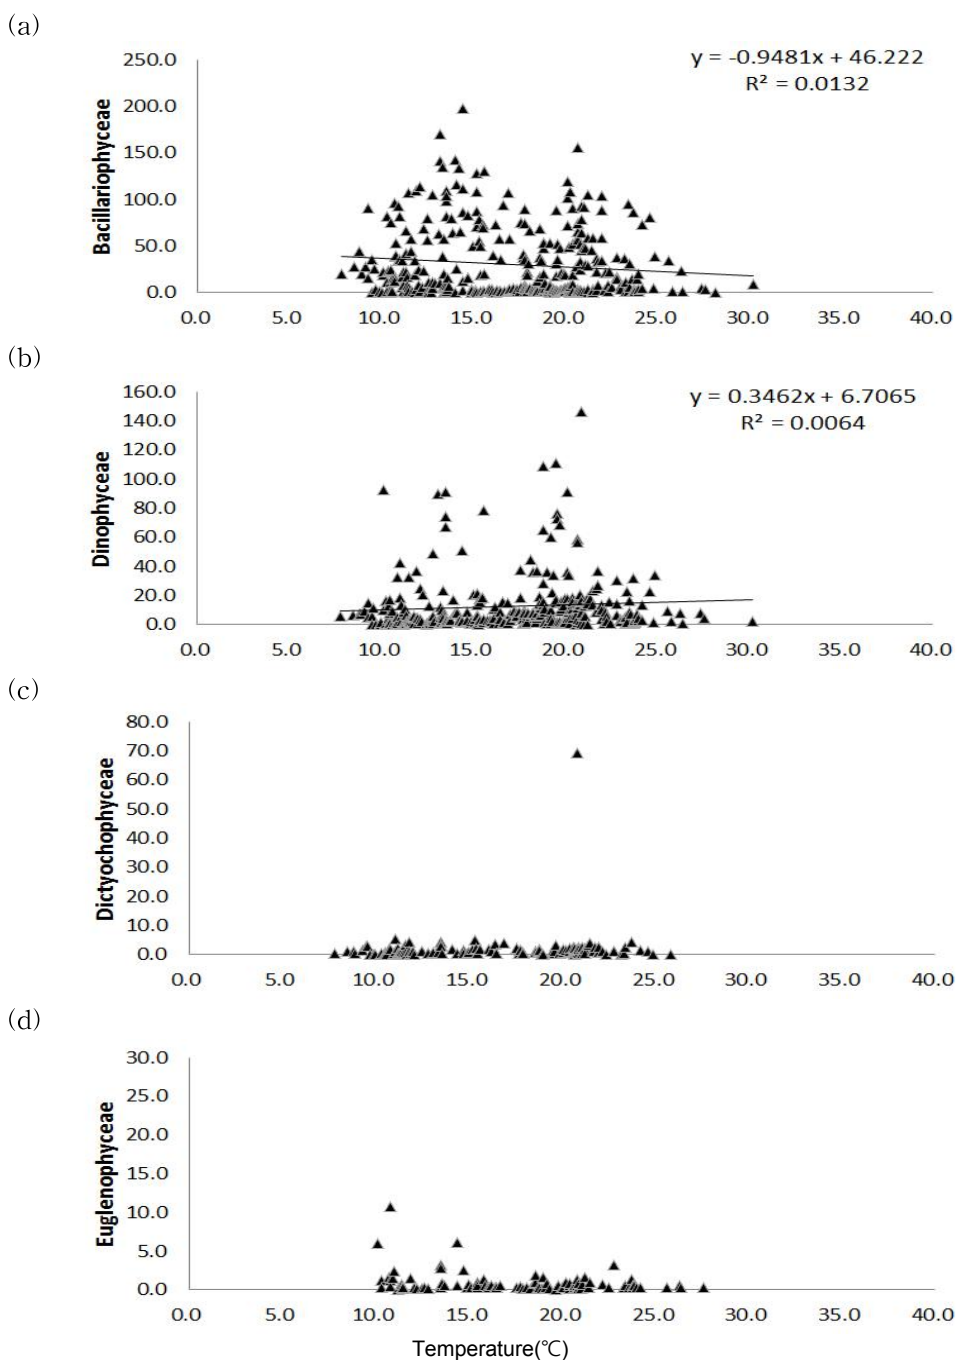 (a)
y = -0.9481x + 46.222
R² = 0.0132
Bacillariophyceae
250.0
200.0
150.0
100.0
50.0
0.0
0.0 5.0 10.0 15.0 20.0 25.0 30.0 35.0 40.0
(b)
y = 0.3462x + 6.7065
R² = 0.0064
Dinophyceae
160.0
140.0
120.0
100.0
80.0
60.0
40.0
20.0
0.0
0.0 5.0 10.0 15.0 20.0 25.0 30.0 35.0 40.0
(c)
Dictyochophyceae
80.0
70.0
60.0
50.0
40.0
30.0
20.0
10.0
0.0
0.0 5.0 10.0 15.0 20.0 25.0 30.0 35.0 40.0
(d)
Euglenophyceae
30.0
25.0
20.0
15.0
10.0
5.0
0.0
0.0 5.0 10.0 15.0 20.0 25.0 30.0 35.0 40.0
Temperature(℃)